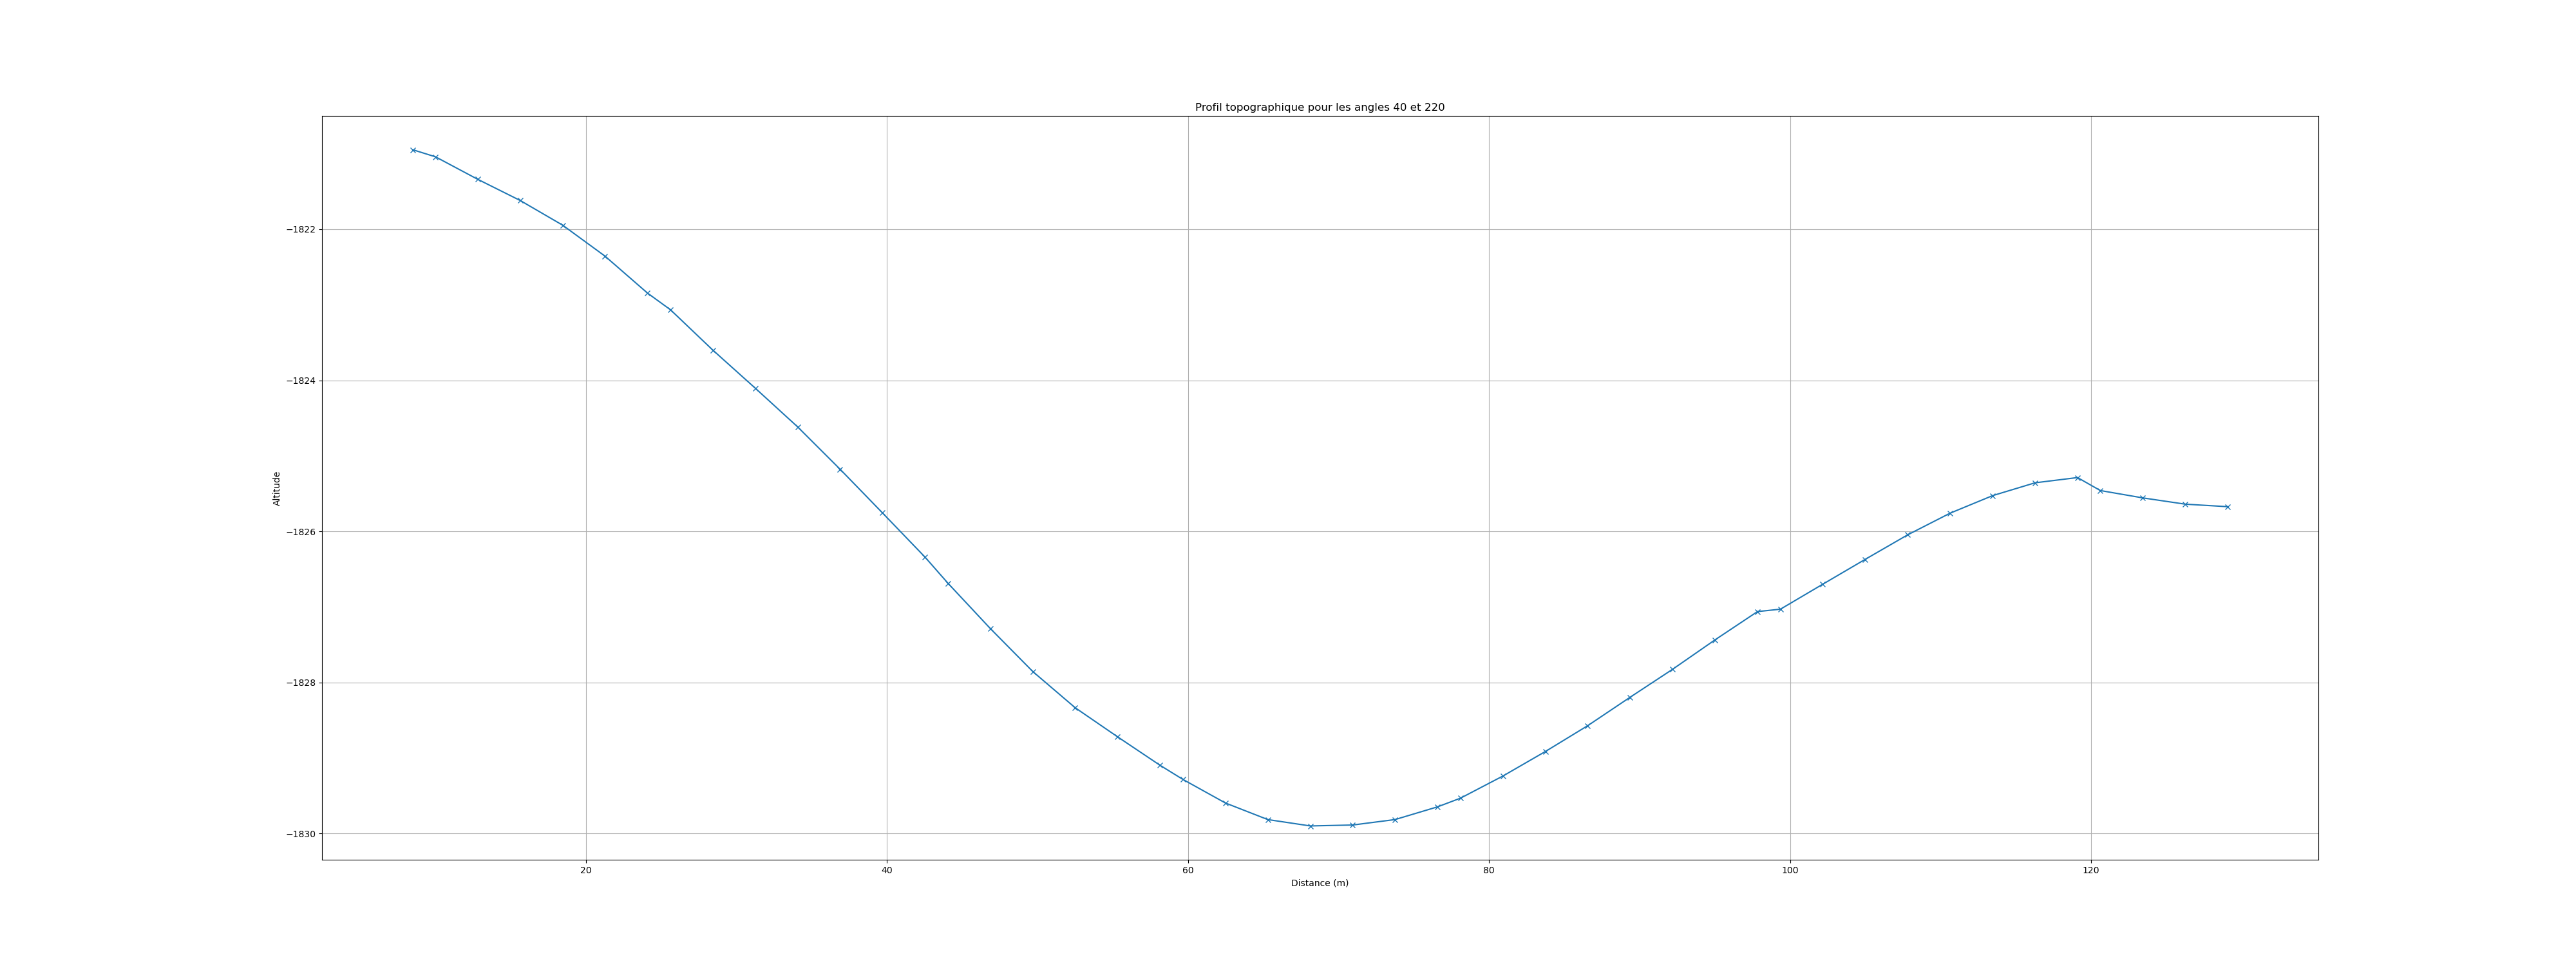 Profil topographique pour les angles 40 et 220
−1822
−1824
−1826
−1828
−1830
Altitude
20 40 60 80 100 120
Distance (m)